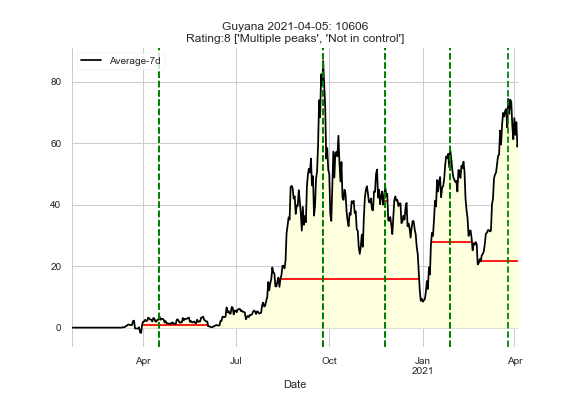 Guyana 2021-04-05: 10606
Rating:8 ['Multiple peaks', 'Not in control']
Average-7d
80
60
40
20
0
Apr
Jul
Oct
Jan
2021
Apr
Date